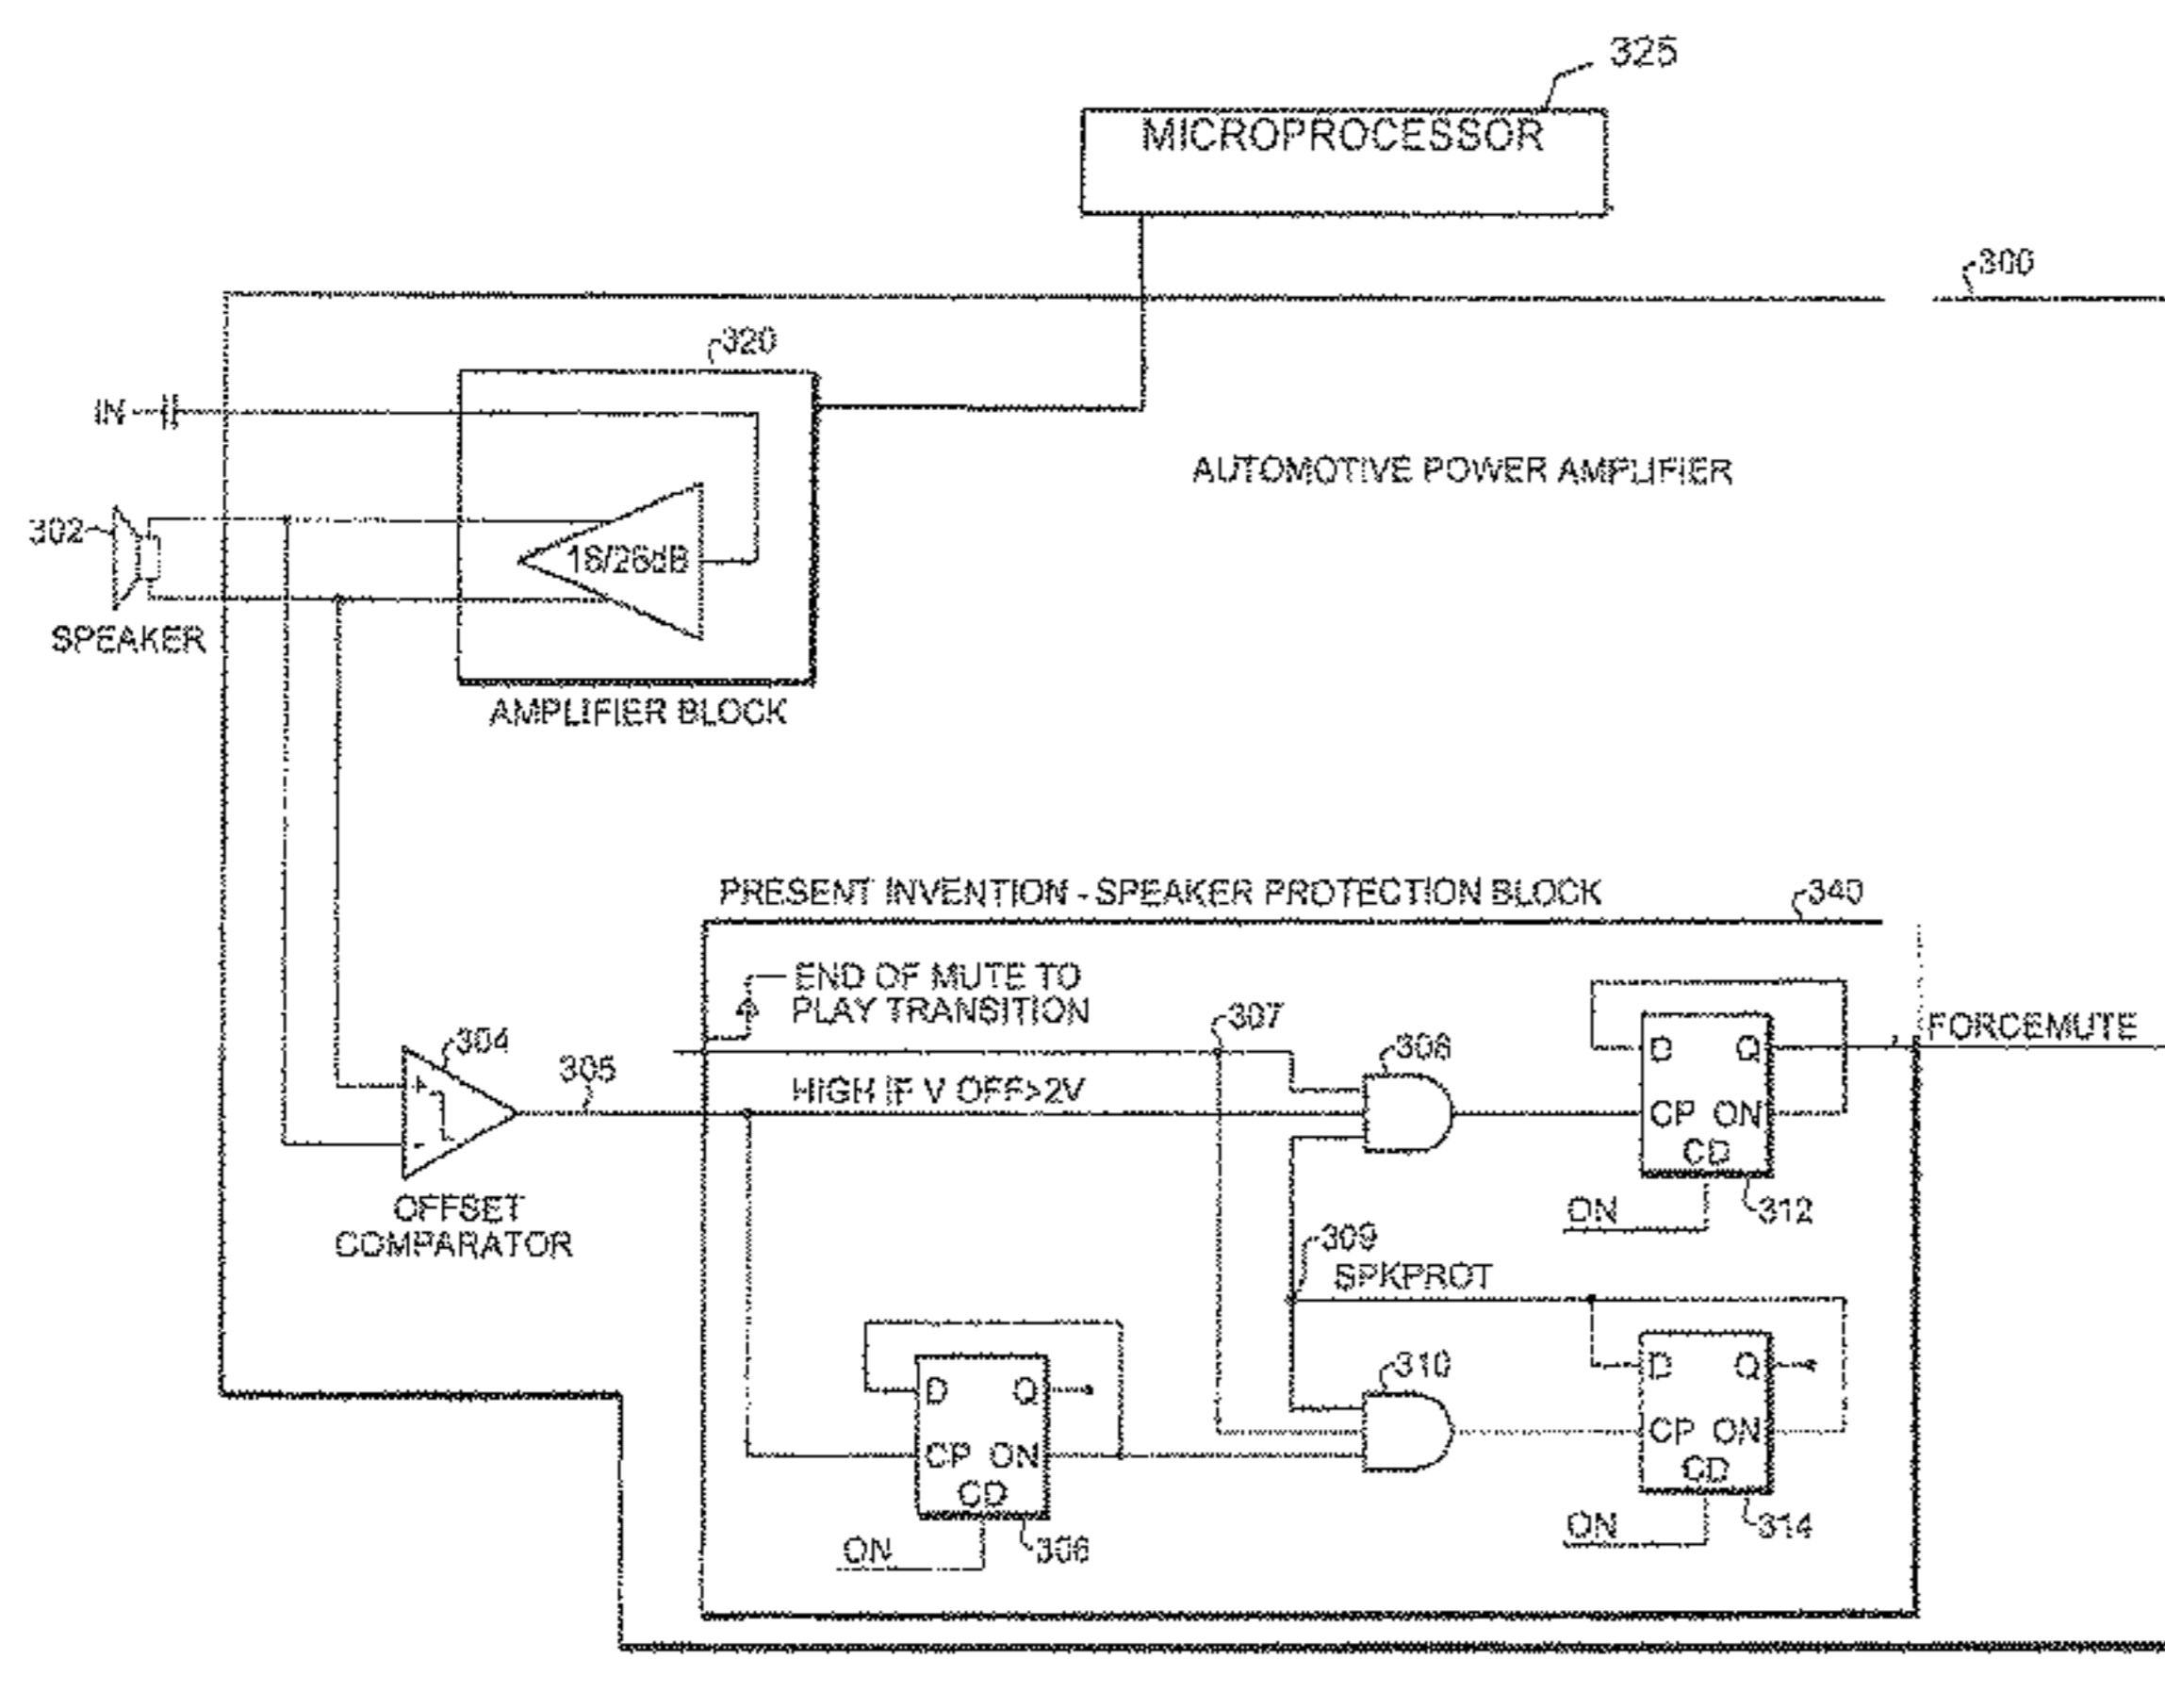 325
MICROPROCESSOR
300
320
IN
AUTOMOTIVE POWER AMPLIFIER
302
16/26dB
SPEAKER
AMPLIFIER BLOCK
PRESENT INVENTION - SPEAKER PROTECTION BLOCK
340
END OF MUTE TO
PLAY TRANSITION
307
304
308
D Q
FORCEMUTE
305
HIGH IF V OFF>2V
+
-
CP ON
CD
OFFSET
COMPARATOR
ON
312
309
SPKPROT
310
D Q
D Q
CP ON
CP ON
CD
CD
ON
314
ON
306